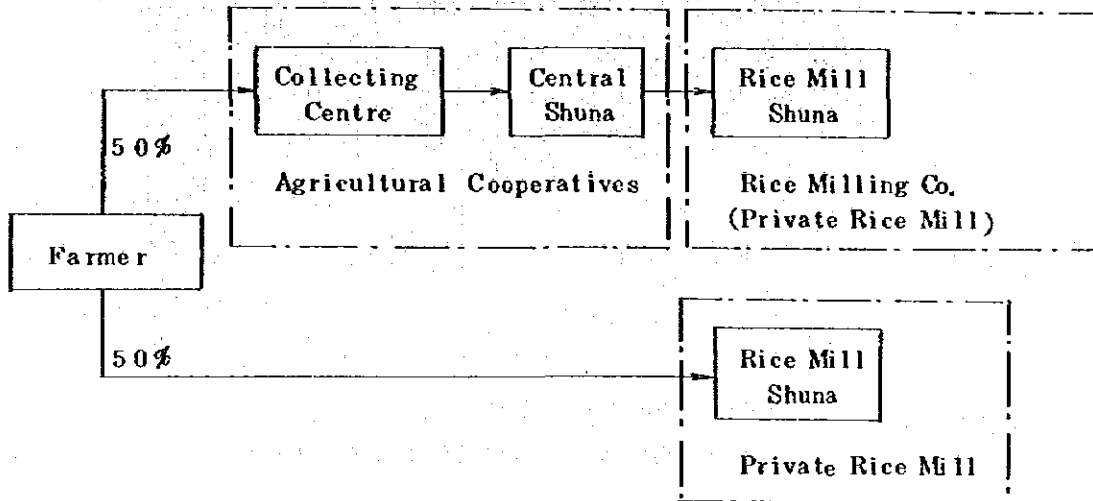 Collecting
Centre
Central
Shuna
Rice Mill
Shuna
50%
Agricultural Cooperatives
Rice Milling Co.
(Private Rice Mill)
Farmer
50%
Rice Mill
Shuna
Private Rice Mill